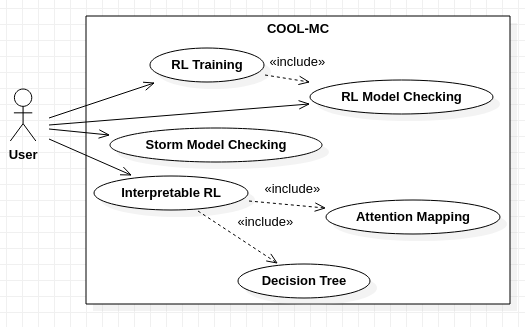 COOL-MC
RL Training
«include»
RL Model Checking
User
Storm Model Checking
Interpretable RL
«include»
Attention Mapping
«include»
Decision Tree